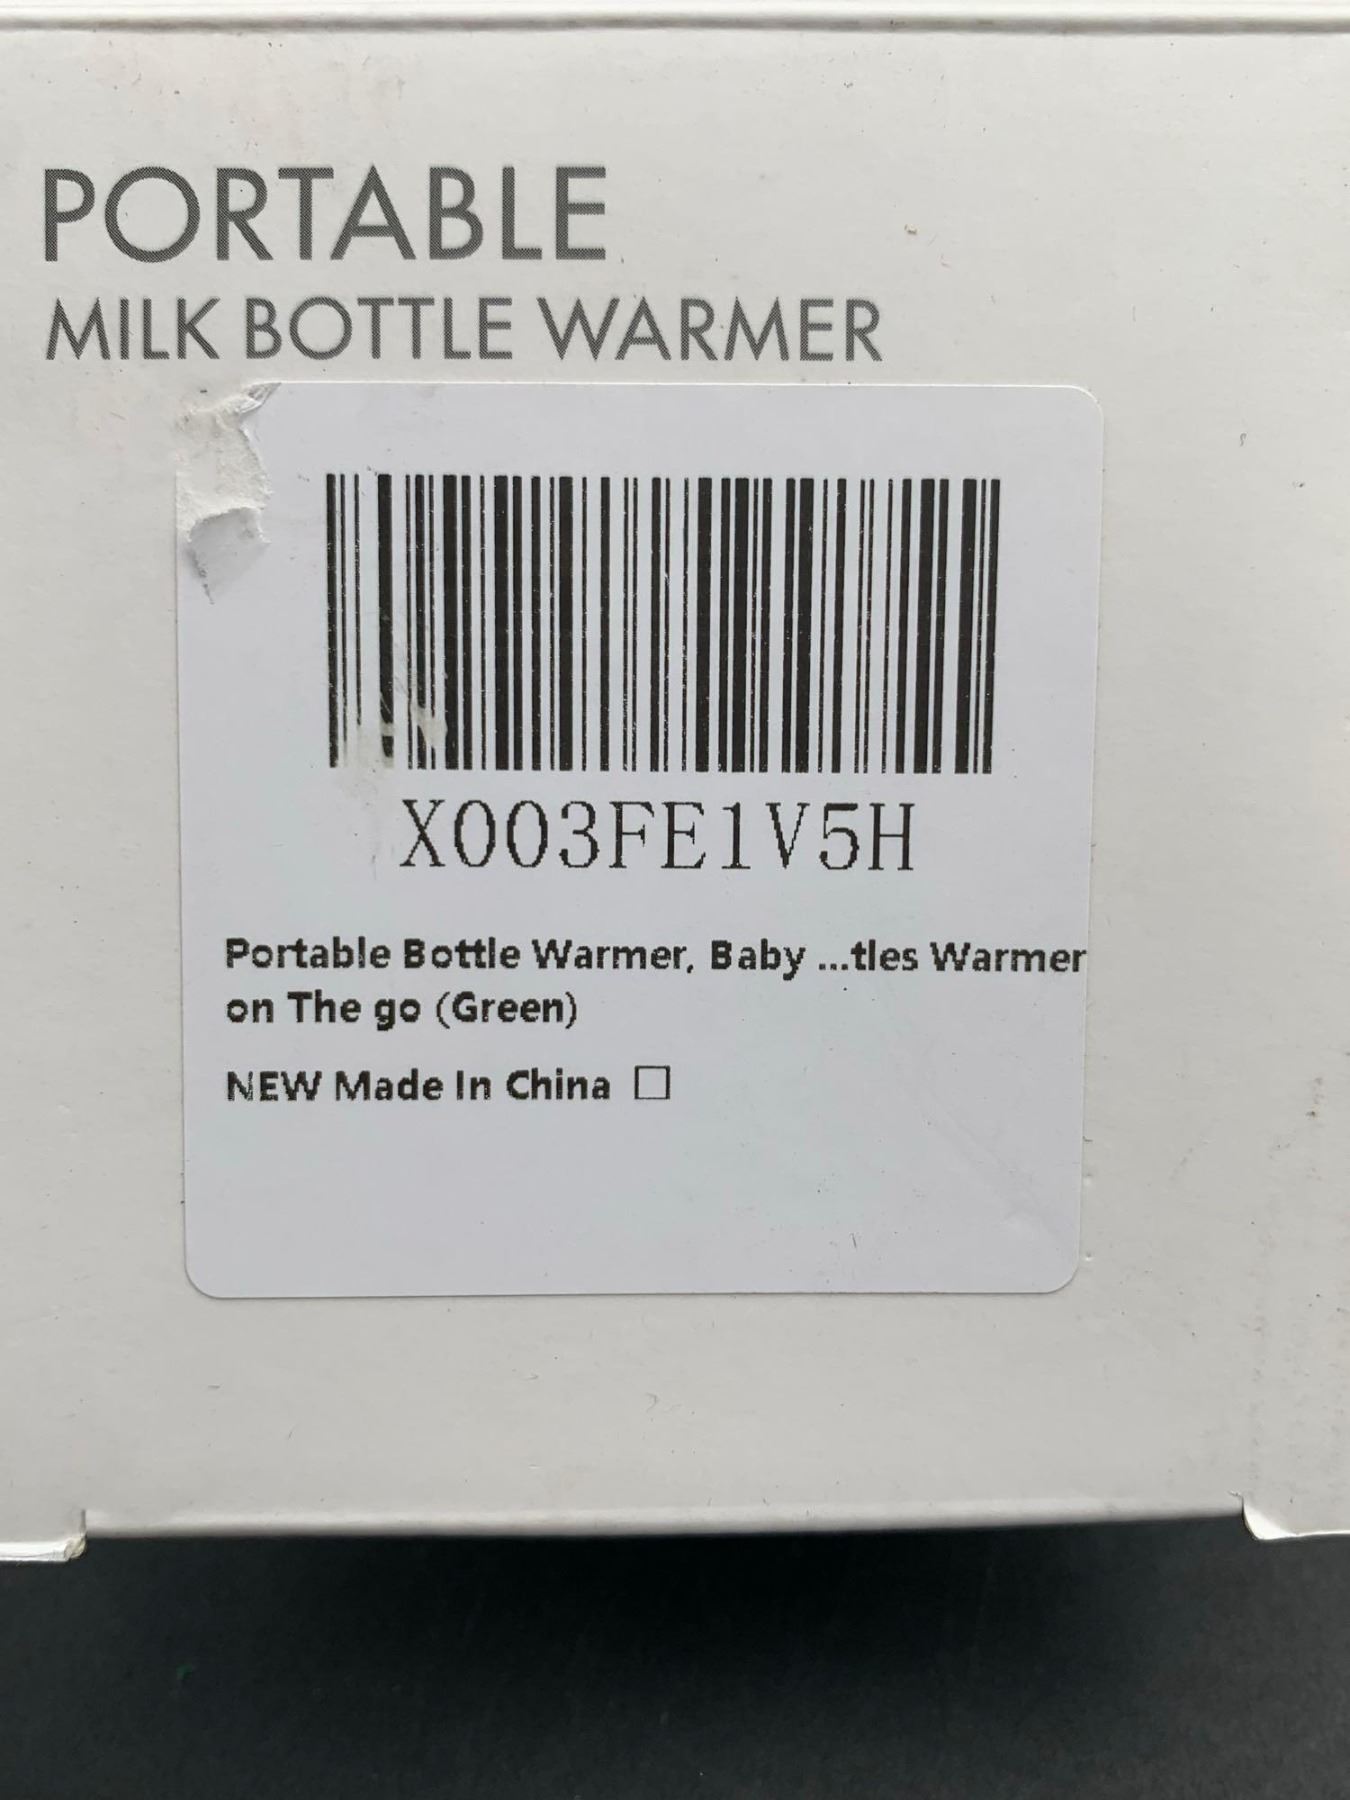 PORTABLE
MILK BOTTLE WARMER
X003FE1V5H
Portable Bottle Warmer, Baby ...tles Warmer
on The go (Green)
NEW Made In China □